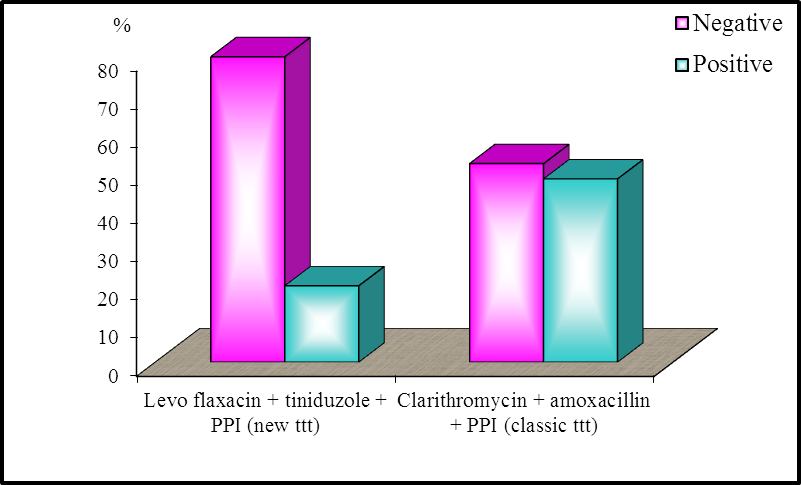 %
Negative
Positive
80
70
60
50
40
30
20
10
0
Levo flaxacin + tiniduzole +
PPI (new ttt)
Clarithromycin + amoxacillin
+ PPI (classic ttt)